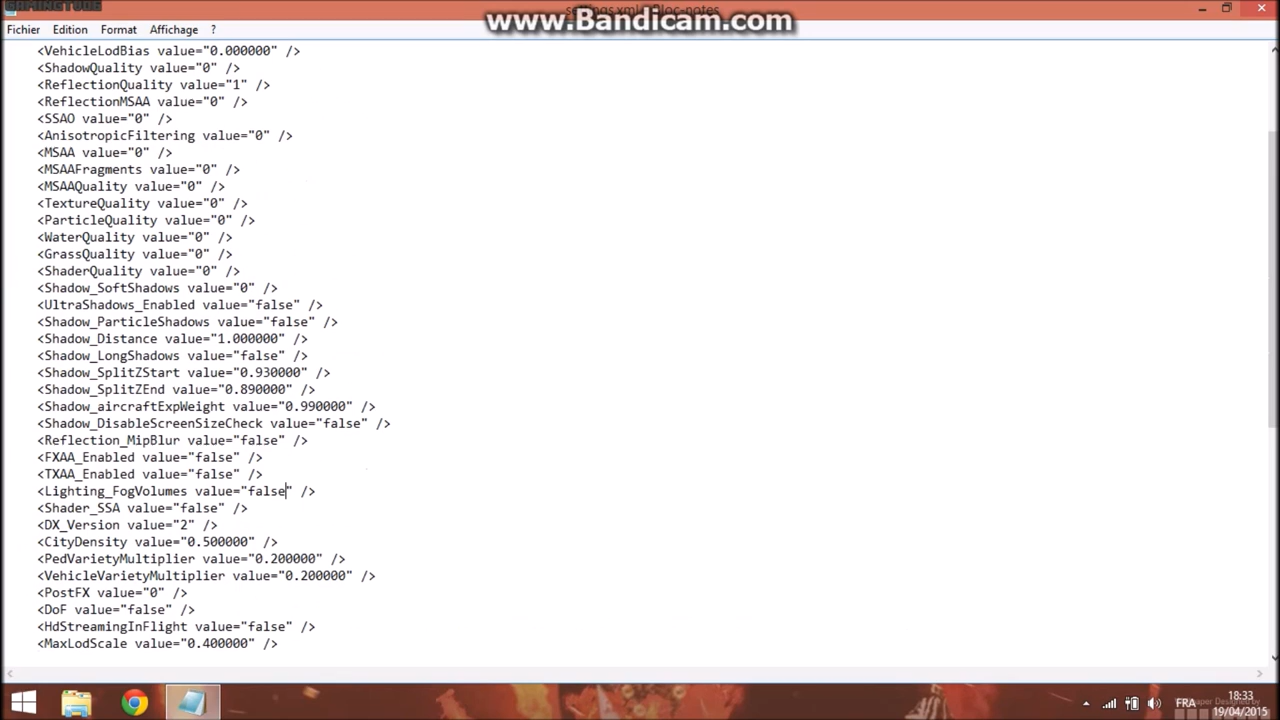 GAMINGTUBE
settings.xml - Bloc-notes
www.Bandicam.com
Fichier Edition Format Affichage ?
<VehicleLodBias value="0.000000" />
<ShadowQuality value="0" />
<ReflectionQuality value="1" />
<ReflectionMSAA value="0" />
<SSAO value="0" />
<AnisotropicFiltering value="0" />
<MSAA value="0" />
<MSAAFragments value="0" />
<MSAAQuality value="0" />
<TextureQuality value="0" />
<ParticleQuality value="0" />
<WaterQuality value="0" />
<GrassQuality value="0" />
<ShaderQuality value="0" />
<Shadow_SoftShadows value="0" />
<UltraShadows_Enabled value="false" />
<Shadow_ParticleShadows value="false" />
<Shadow_Distance value="1.000000" />
<Shadow_LongShadows value="false" />
<Shadow_SplitZStart value="0.930000" />
<Shadow_SplitZEnd value="0.890000" />
<Shadow_aircraftExpWeight value="0.990000" />
<Shadow_DisableScreenSizeCheck value="false" />
<Reflection_MipBlur value="false" />
<FXAA_Enabled value="false" />
<TXAA_Enabled value="false" />
<Lighting_FogVolumes value="false" />
<Shader_SSA value="false" />
<DX_Version value="2" />
<CityDensity value="0.500000" />
<PedVarietyMultiplier value="0.200000" />
<VehicleVarietyMultiplier value="0.200000" />
<PostFX value="0" />
<DoF value="false" />
<HdStreamingInFlight value="false" />
<MaxLodScale value="0.400000" />
FRA
18:33
19/04/2015